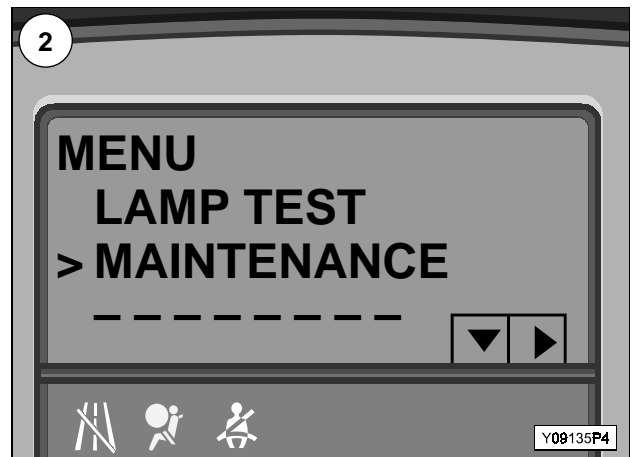 2
MENU
LAMP TEST
> MAINTENANCE
_ _ _ _ _ _ _ _
Y09135P4